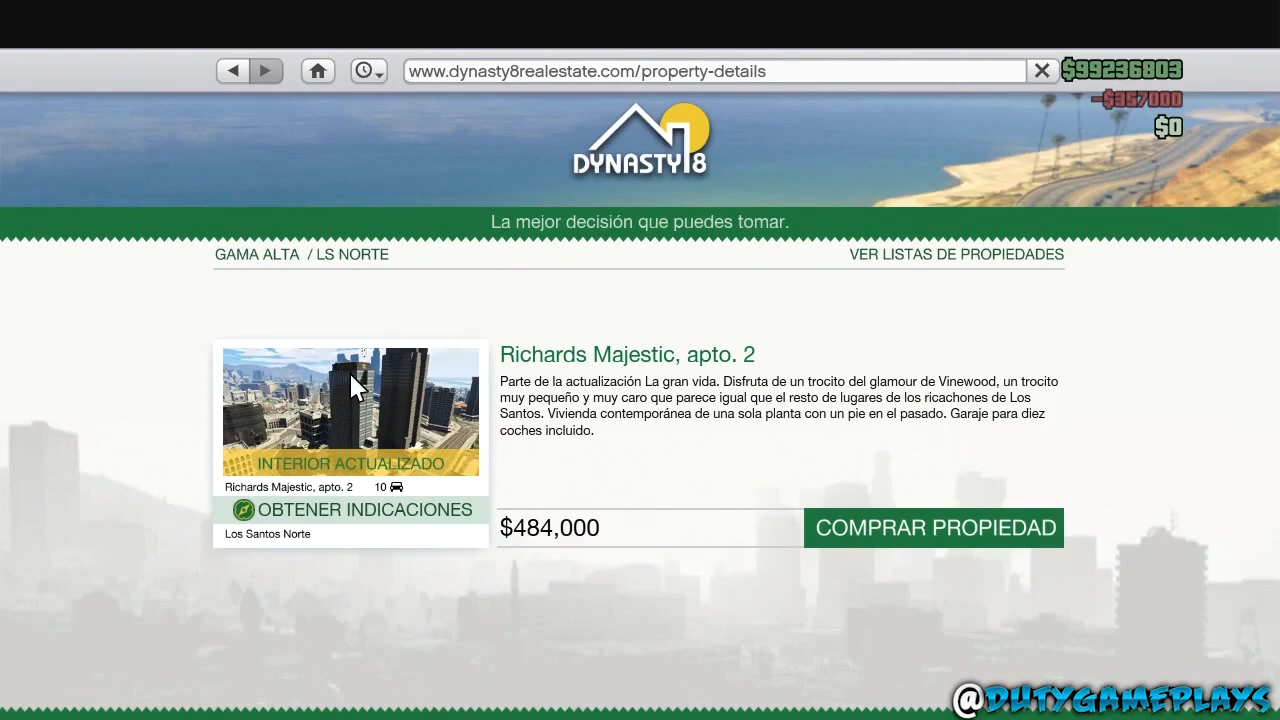 www.dynasty8realestate.com/property-details
$99236803
-$357000
$0
DYNASTY 8
La mejor decisión que puedes tomar.
GAMA ALTA / LS NORTE
VER LISTAS DE PROPIEDADES
INTERIOR ACTUALIZADO
Richards Majestic, apto. 2 10
OBTENER INDICACIONES
Los Santos Norte
Richards Majestic, apto. 2
Parte de la actualización La gran vida. Disfruta de un trocito del glamour de Vinewood, un trocito
muy pequeño y muy caro que parece igual que el resto de lugares de los ricachones de Los
Santos. Vivienda contemporánea de una sola planta con un pie en el pasado. Garaje para diez
coches incluido.
$484,000
COMPRAR PROPIEDAD
@DUTYGAMEPLAYS